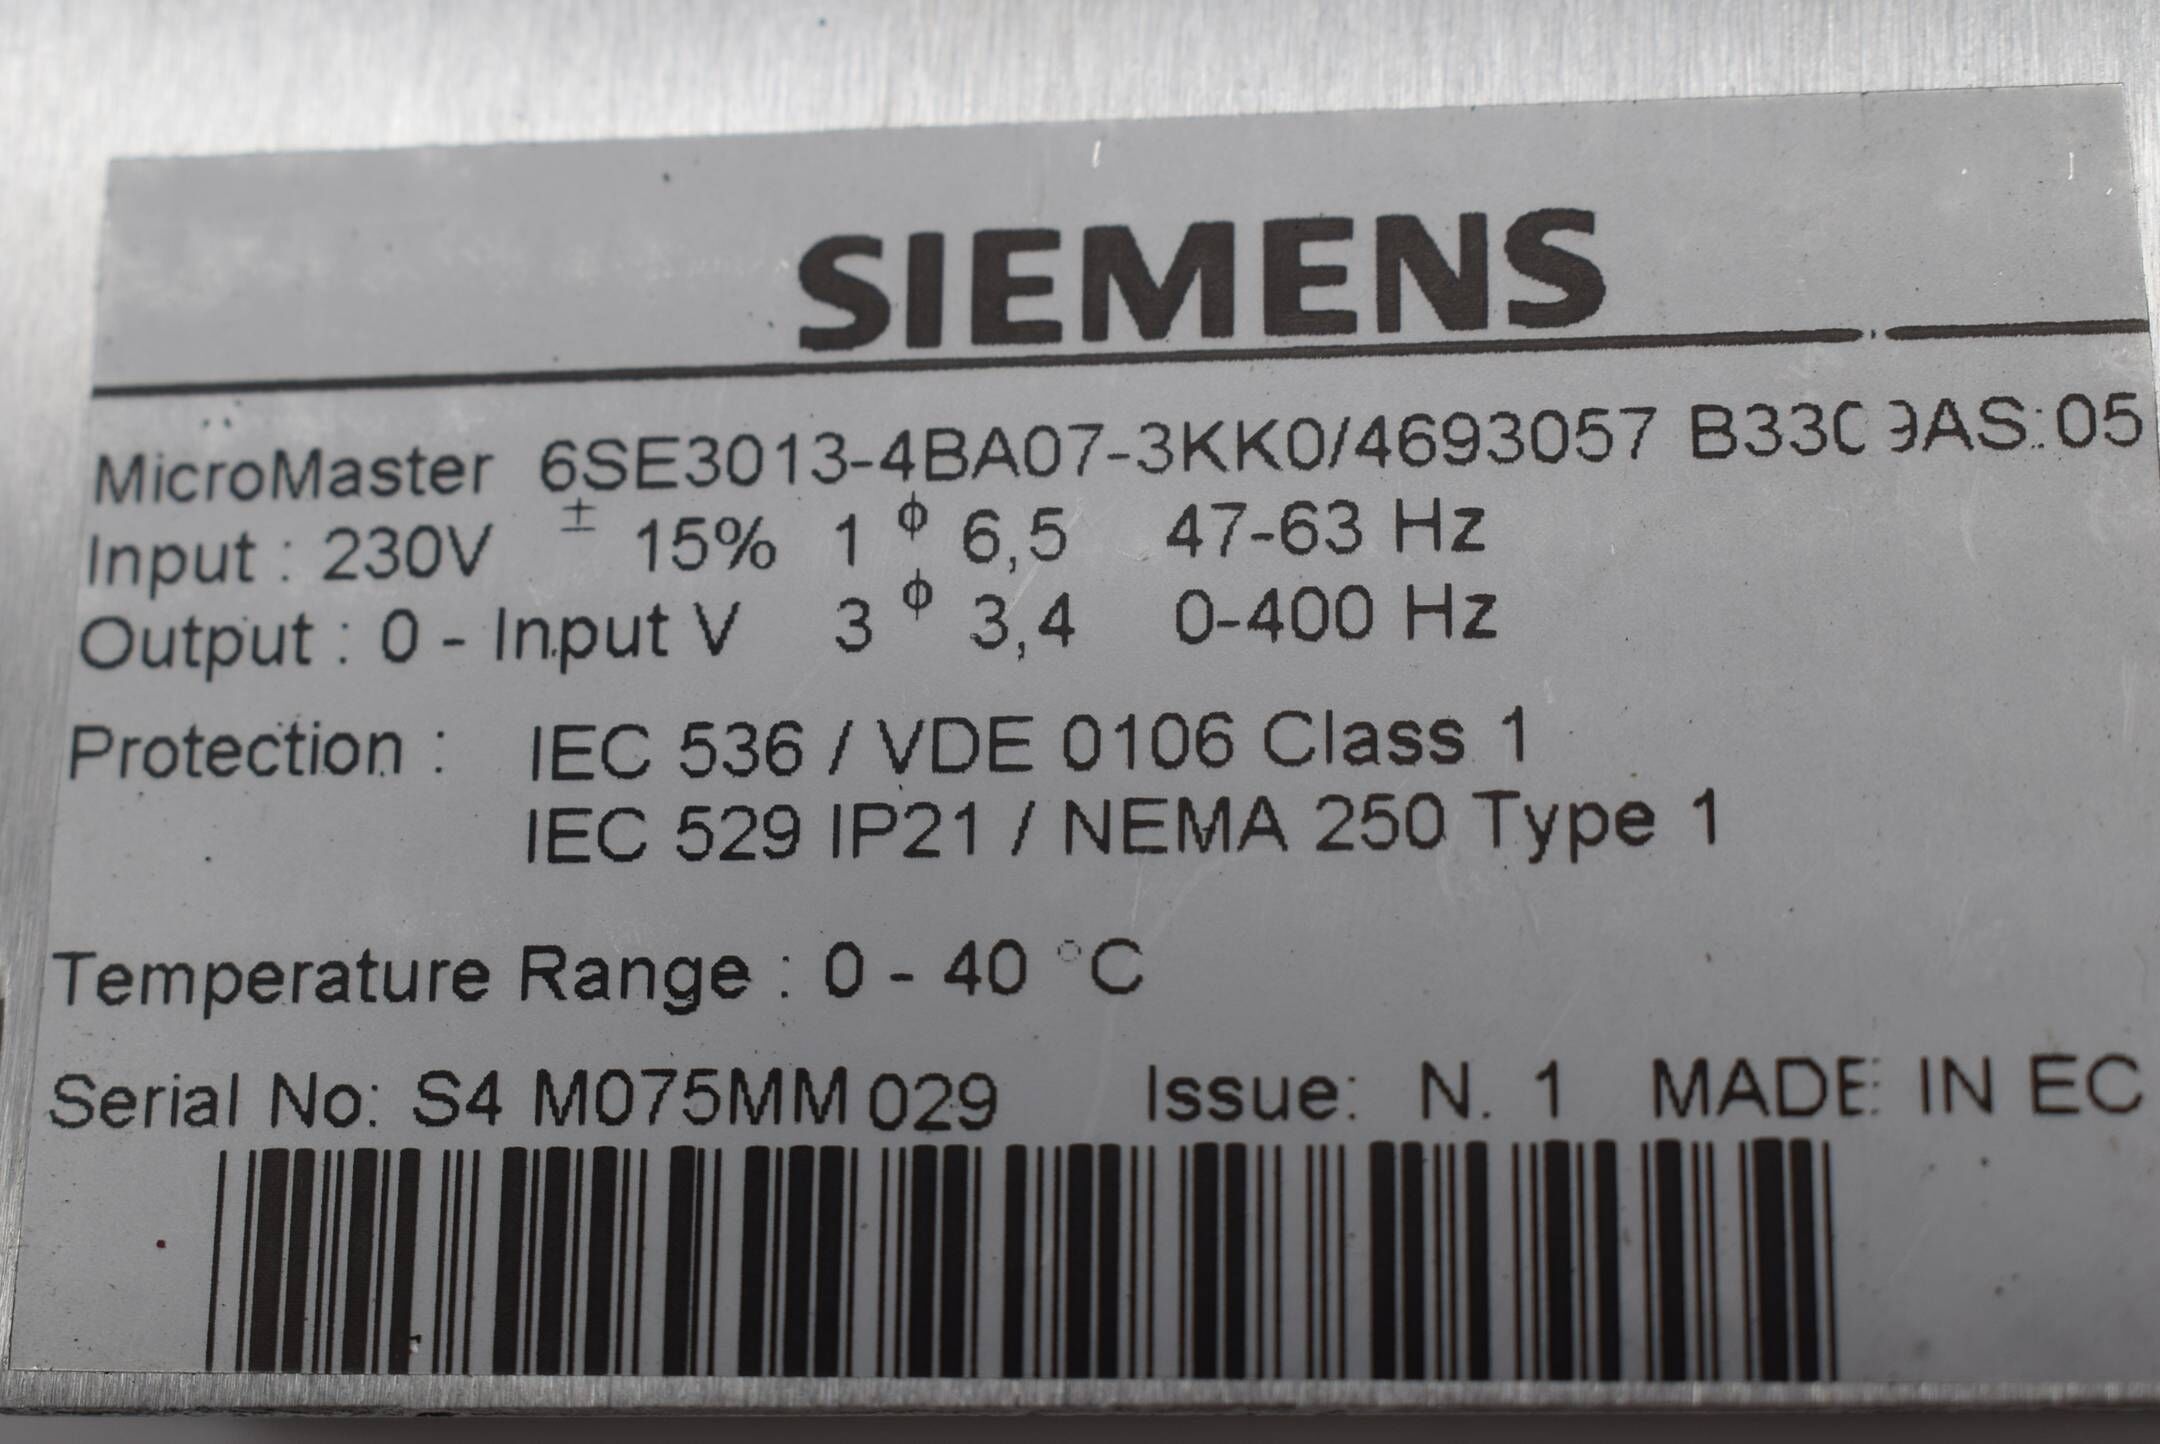 SIEMENS
MicroMaster 6SE3013-4BA07-3KK0/4693057 B3309AS:05
Input : 230V ± 15% 1 ϕ 6,5 47-63 Hz
Output : 0 - Input V 3 ϕ 3,4 0-400 Hz
Protection : IEC 536 / VDE 0106 Class 1
IEC 529 IP21 / NEMA 250 Type 1
Temperature Range : 0 - 40 °C
Serial No: S4 M075MM 029 Issue: N. 1 MADE IN EC